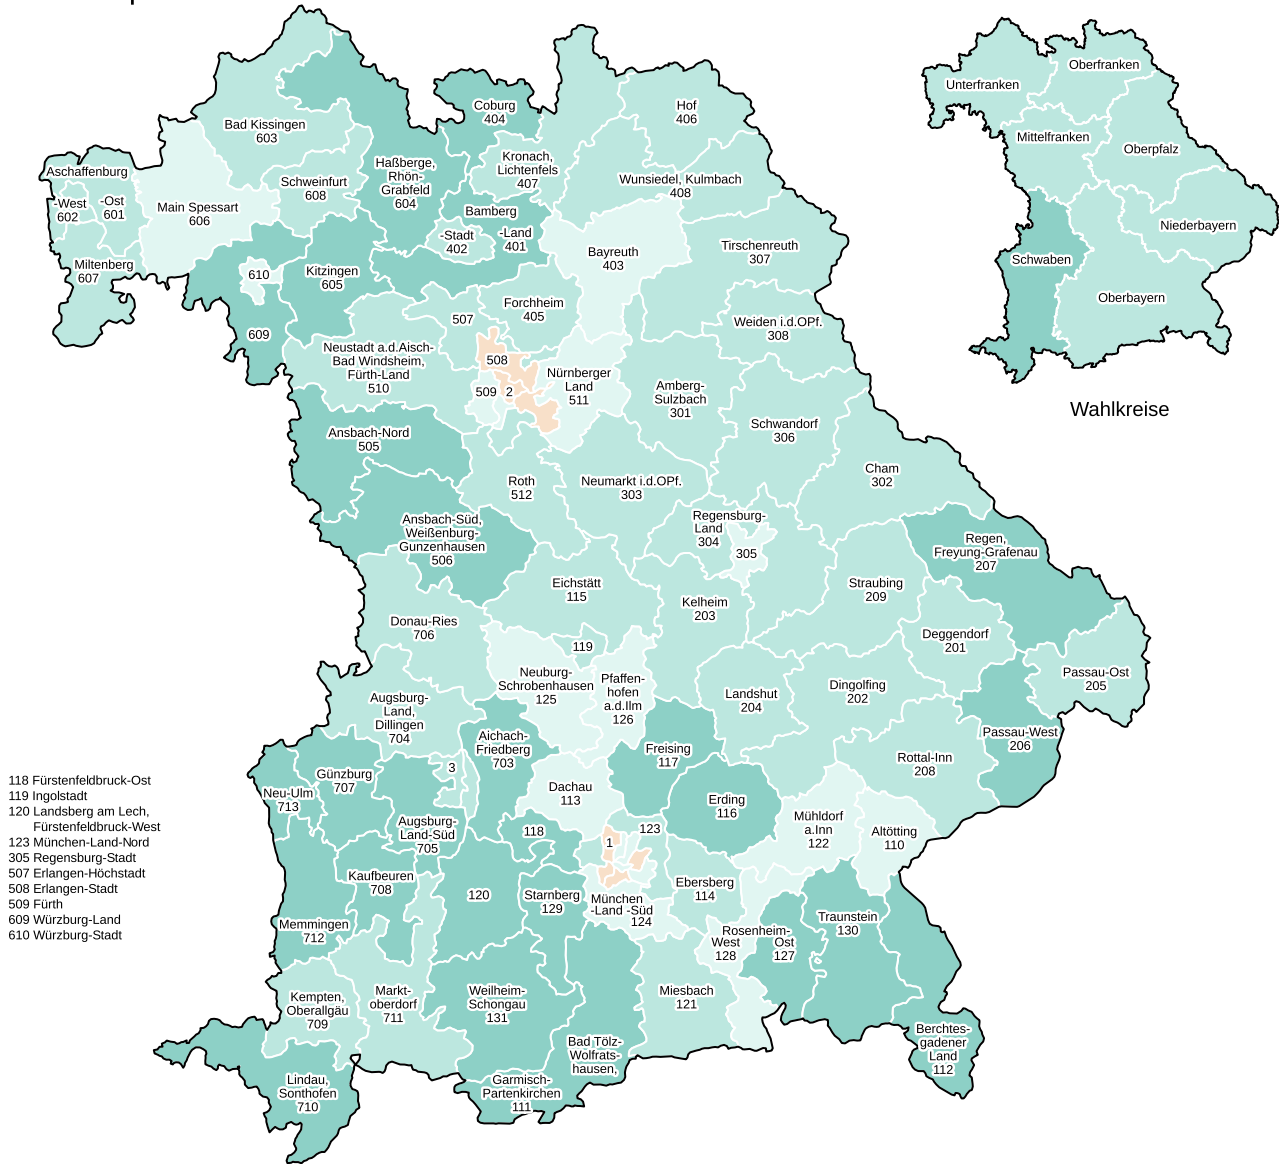 Hof
406
Coburg
404
Bad Kissingen
603
Kronach,
Lichtenfels
407
Haßberge,
Rhön-
Grabfeld
604
Aschaffenburg
-West
602
-Ost
601
Schweinfurt
608
Wunsiedel, Kulmbach
408
Main Spessart
606
Bamberg
-Stadt
402
-Land
401
Bayreuth
403
Tirschenreuth
307
Miltenberg
607
610
Kitzingen
605
Forchheim
405
507
Weiden i.d.OPf.
308
609
Neustadt a.d.Aisch-
Bad Windsheim,
Fürth-Land
510
508
509
2
Nürnberger
Land
511
Amberg-
Sulzbach
301
Schwandorf
306
Ansbach-Nord
505
Cham
302
Roth
512
Neumarkt i.d.OPf.
303
Regensburg-
Land
304
305
Ansbach-Süd,
Weißenburg-
Gunzenhausen
506
Regen,
Freyung-Grafenau
207
Eichstätt
115
Straubing
209
Kelheim
203
Donau-Ries
706
Deggendorf
201
119
Neuburg-
Schrobenhausen
125
Pfaffen-
hofen
a.d.Ilm
126
Passau-Ost
205
Landshut
204
Dingolfing
202
Augsburg-
Land,
Dillingen
704
Aichach-
Friedberg
703
Freising
117
Passau-West
206
Rottal-Inn
208
3
Günzburg
707
Neu-Ulm
713
Dachau
113
Erding
116
Mühldorf
a.Inn
122
Altötting
110
Augsburg-
Land-Süd
705
118
1
123
Kaufbeuren
708
120
Starnberg
129
München
-Land -Süd
124
Ebersberg
114
Memmingen
712
Rosenheim-
West
128
Ost
127
Traunstein
130
Kempten,
Oberallgäu
709
Markt-
oberdorf
711
Weilheim-
Schongau
131
Miesbach
121
Bad Tölz-
Wolfrats-
hausen,
Garmisch-
Partenkirchen
111
Berchtes-
gadener
Land
112
Lindau,
Sonthofen
710
118 Fürstenfeldbruck-Ost
119 Ingolstadt
120 Landsberg am Lech,
Fürstenfeldbruck-West
123 München-Land-Nord
305 Regensburg-Stadt
507 Erlangen-Höchstadt
508 Erlangen-Stadt
509 Fürth
609 Würzburg-Land
610 Würzburg-Stadt
Unterfranken
Oberfranken
Mittelfranken
Oberpfalz
Niederbayern
Schwaben
Oberbayern
Wahlkreise